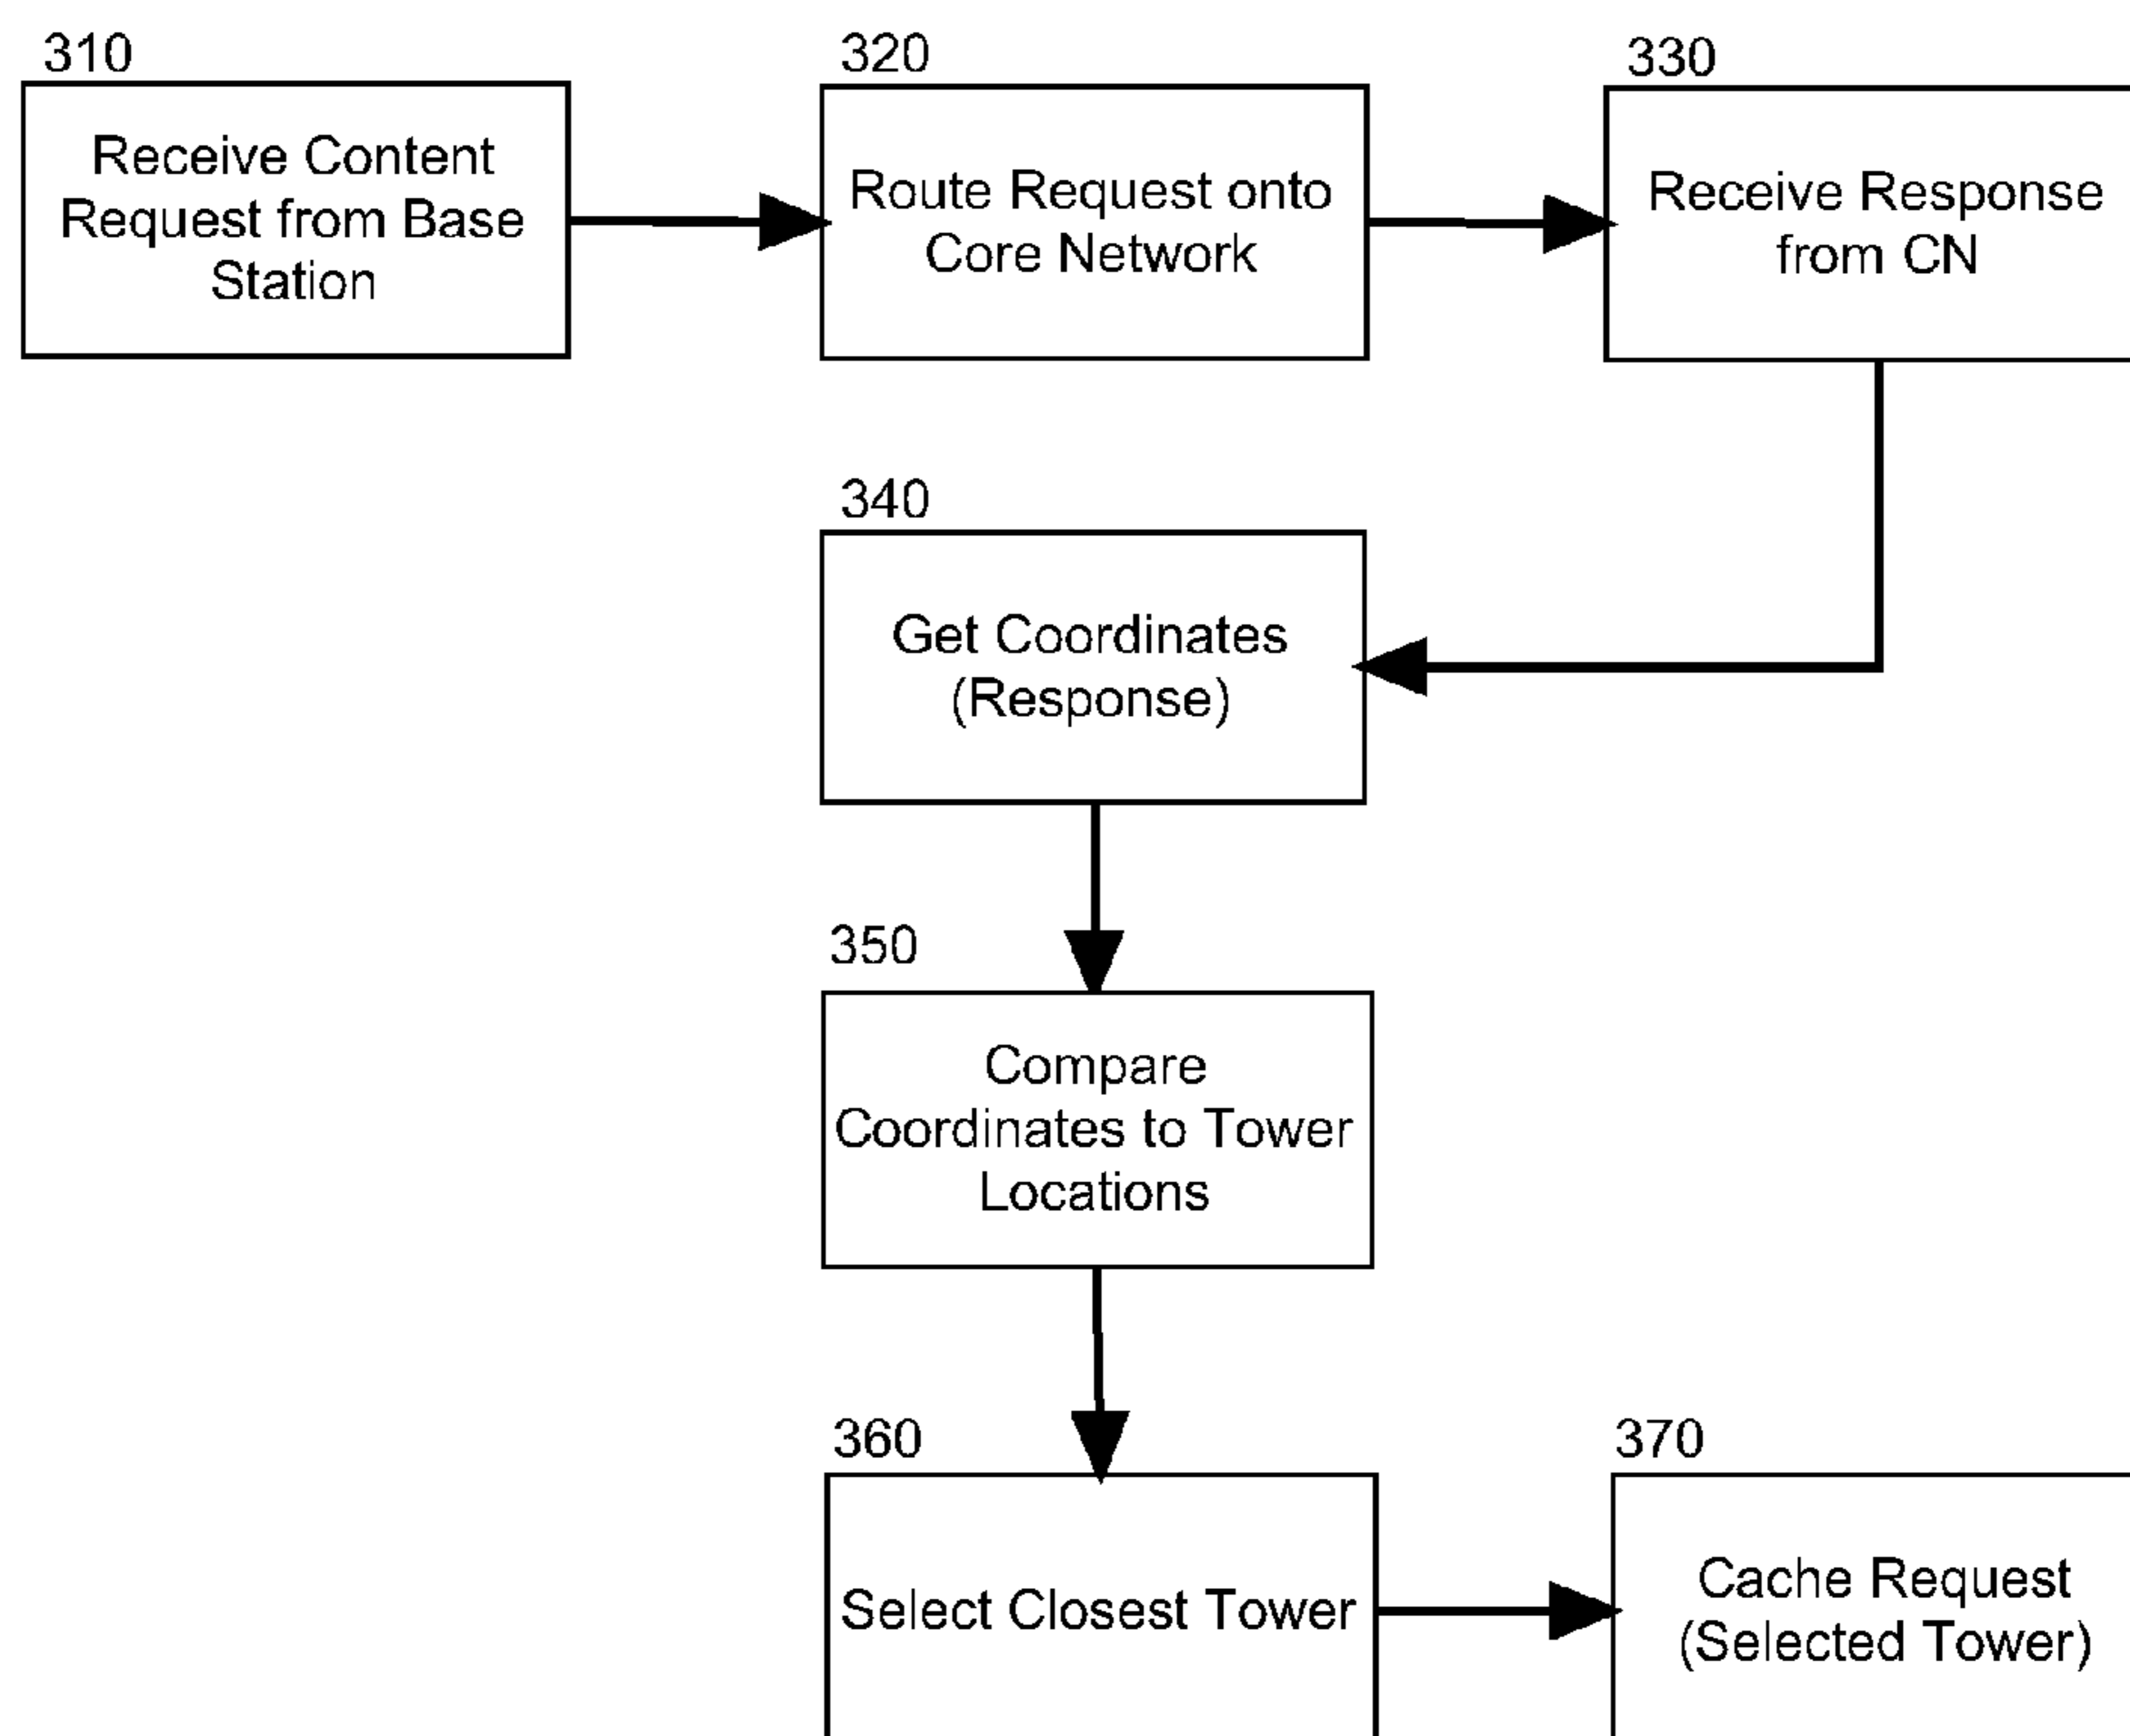 310
Receive Content
Request from Base
Station
320
Route Request onto
Core Network
330
Receive Response
from CN
340
Get Coordinates
(Response)
350
Compare
Coordinates to Tower
Locations
360
Select Closest Tower
370
Cache Request
(Selected Tower)